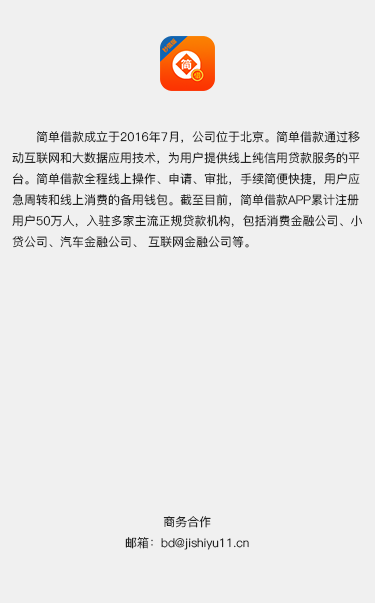 简
简单借款成立于2016年7月，公司位于北京。简单借款通过移
动互联网和大数据应用技术，为用户提供线上纯信用贷款服务的平
台。简单借款全程线上操作、申请、审批，手续简便快捷，用户应
急周转和线上消费的备用钱包。截至目前，简单借款APP累计注册
用户50万人，入驻多家主流正规贷款机构，包括消费金融公司、小
贷公司、汽车金融公司、 互联网金融公司等。
商务合作
邮箱：bd@jishiyu11.cn